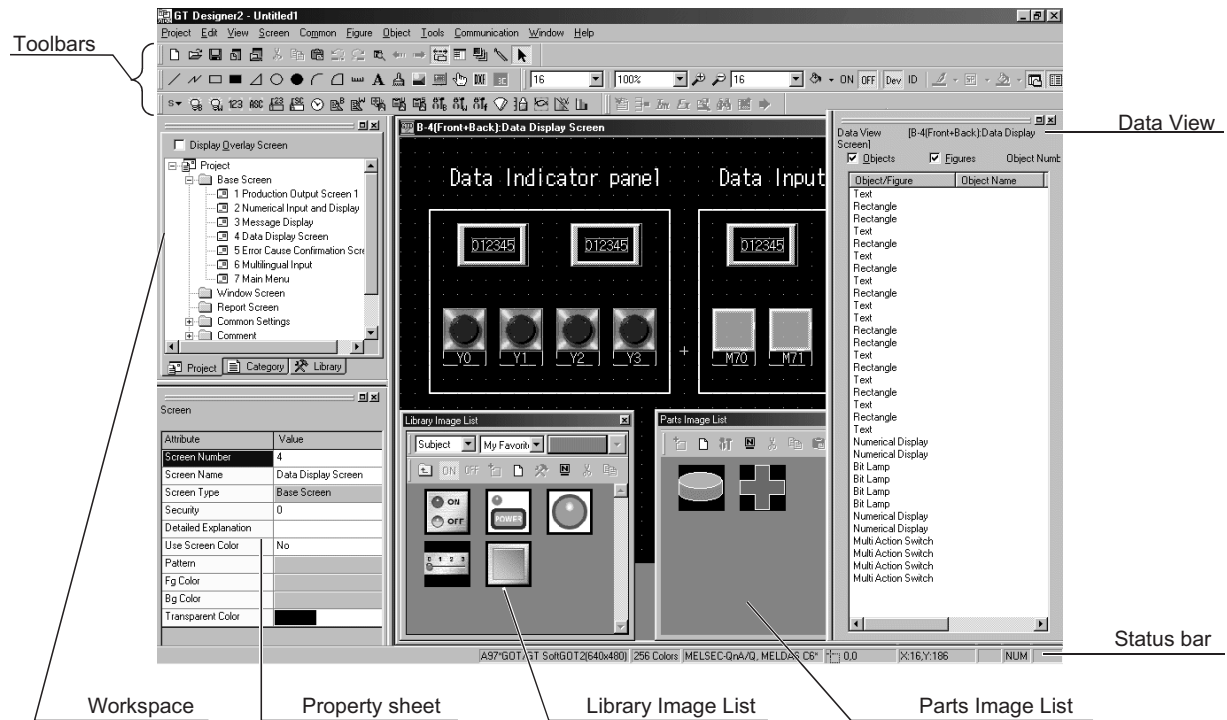 GT Designer2 - Untitled1
Project Edit View Screen Common Figure Object Tools Communication Window Help
Toolbars
16 100% 16 ON OFF Dev ID
Display Overlay Screen
Project
Base Screen
1 Production Output Screen 1
2 Numerical Input and Display
3 Message Display
4 Data Display Screen
5 Error Cause Confirmation Scre
6 Multilingual Input
7 Main Menu
Window Screen
Report Screen
Common Settings
Comment
Project Category Library
Screen
Attribute Value
Screen Number 4
Screen Name Data Display Screen
Screen Type Base Screen
Security 0
Detailed Explanation
Use Screen Color No
Pattern
Fg Color
Bg Color
Transparent Color
B-4(Front+Back):Data Display Screen
Data Indicator panel Data Input
012345 012345 012345
Y0 Y1 Y2 Y3 M70 M71
Library Image List
Subject My Favorit
ON OFF
ON
OFF
POWER
0 1 2 3
Parts Image List
Data View [B-4(Front+Back):Data Display
Screen]
Objects Figures Object Numb
Object/Figure Object Name
Text
Rectangle
Rectangle
Text
Rectangle
Text
Rectangle
Text
Rectangle
Text
Text
Rectangle
Rectangle
Text
Rectangle
Text
Rectangle
Text
Rectangle
Text
Numerical Display
Numerical Display
Bit Lamp
Bit Lamp
Bit Lamp
Bit Lamp
Numerical Display
Numerical Display
Multi Action Switch
Multi Action Switch
Multi Action Switch
Multi Action Switch
Data View
A97*GOT/GT SoftGOT2(640x480) 256 Colors MELSEC-QnA/Q, MELDAS C6* 0,0 X:16,Y:186 NUM
Status bar
Workspace Property sheet Library Image List Parts Image List